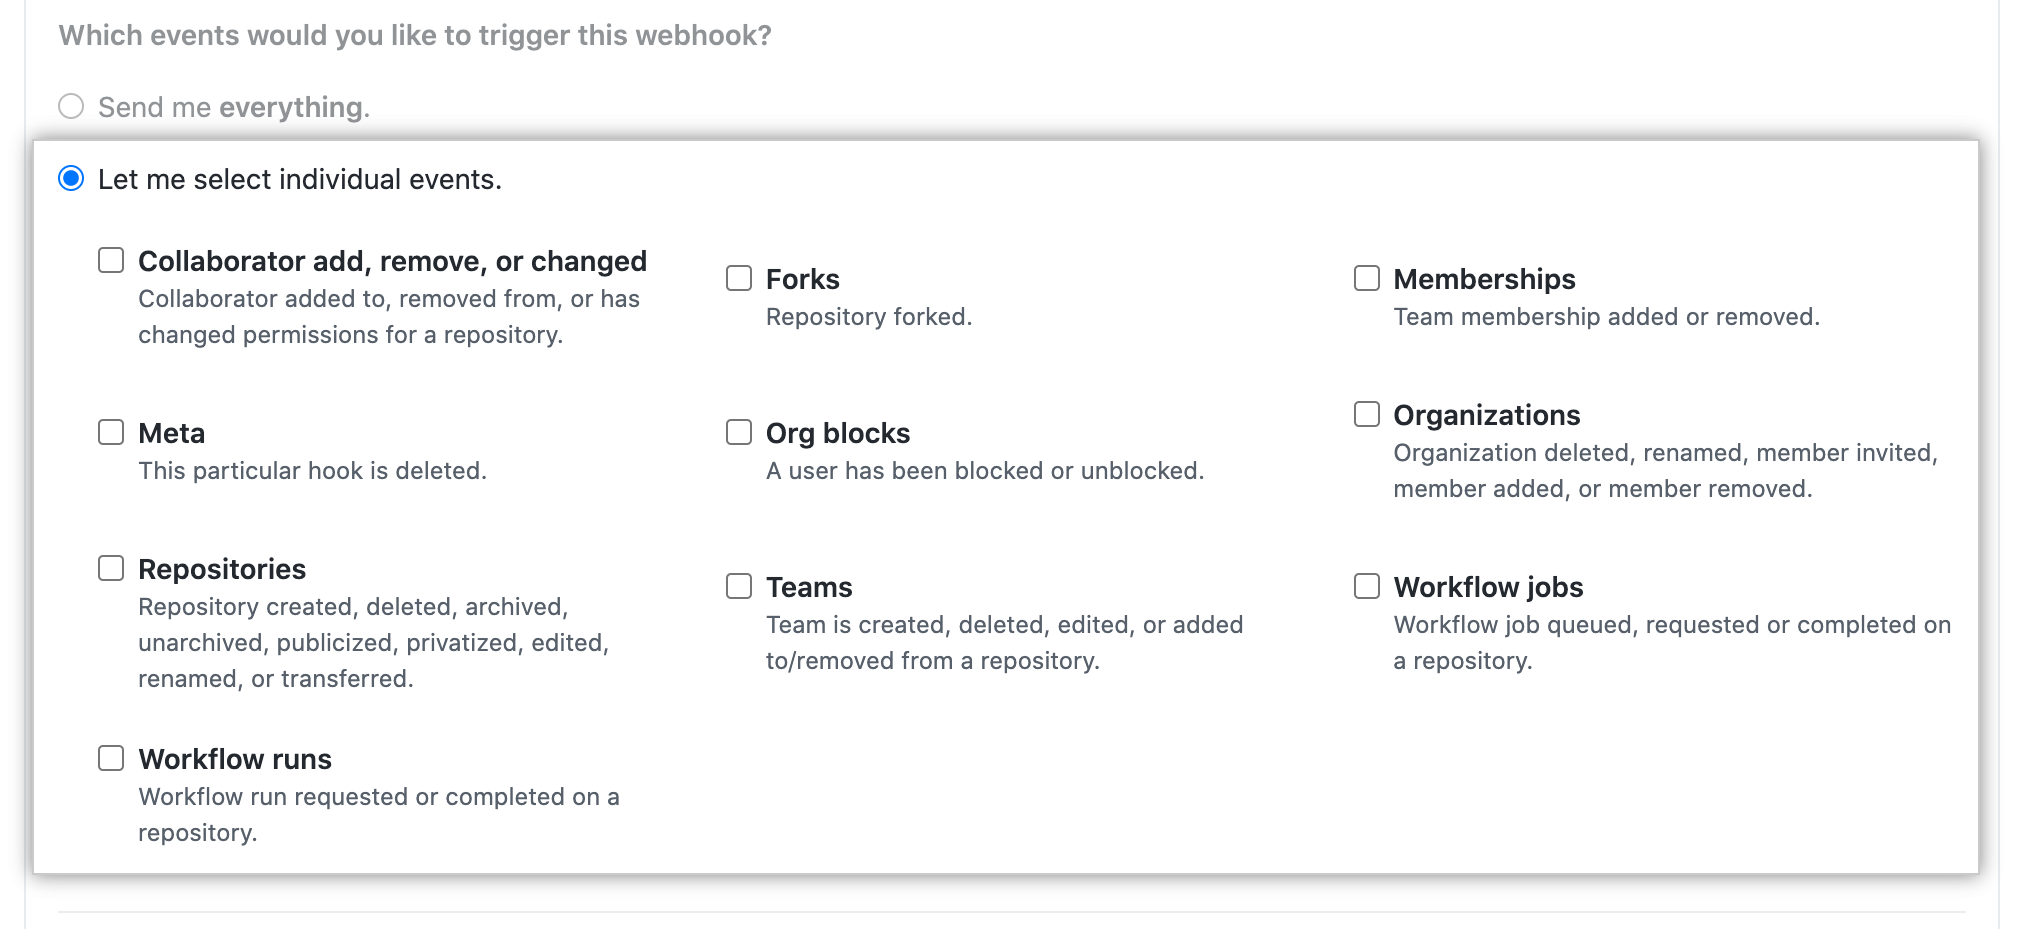 Which events would you like to trigger this webhook?
Send me everything.
Let me select individual events.
Collaborator add, remove, or changed
Collaborator added to, removed from, or has
changed permissions for a repository.
Forks
Repository forked.
Memberships
Team membership added or removed.
Meta
This particular hook is deleted.
Org blocks
A user has been blocked or unblocked.
Organizations
Organization deleted, renamed, member invited,
member added, or member removed.
Repositories
Repository created, deleted, archived,
unarchived, publicized, privatized, edited,
renamed, or transferred.
Teams
Team is created, deleted, edited, or added
to/removed from a repository.
Workflow jobs
Workflow job queued, requested or completed on
a repository.
Workflow runs
Workflow run requested or completed on a
repository.